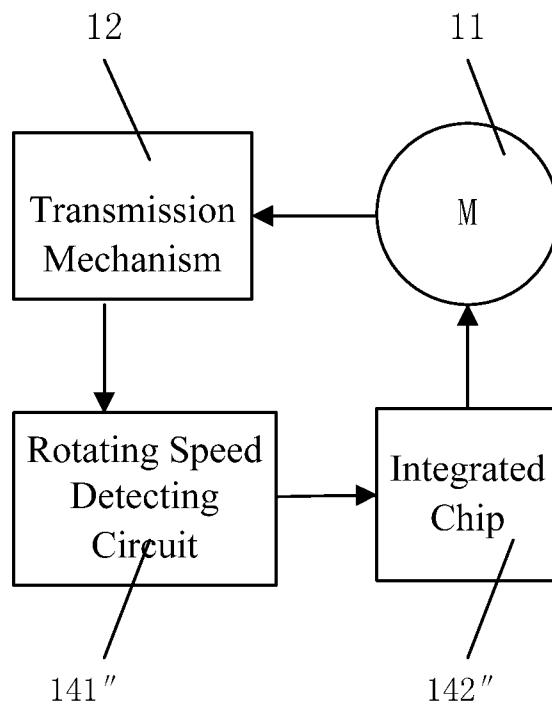 12
11
Transmission
Mechanism
M
Rotating Speed
Detecting
Circuit
Integrated
Chip
141″
142″